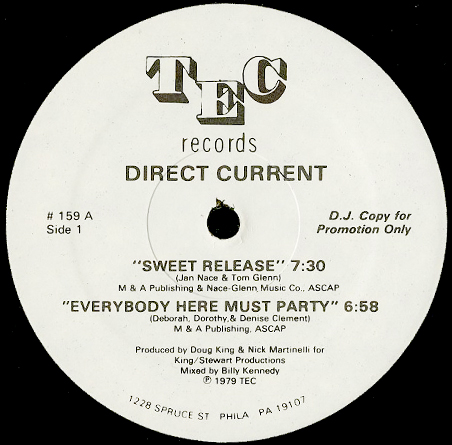 TEC
records
DIRECT CURRENT
# 159 A
Side 1
D.J. Copy for
Promotion Only
"SWEET RELEASE" 7:30
(Jan Nace & Tom Glenn)
M & A Publishing & Nace-Glenn Music Co., ASCAP
"EVERYBODY HERE MUST PARTY" 6:58
(Deborah, Dorothy,& Denise Clement)
M & A Publishing, ASCAP
Produced by Doug King & Nick Martinelli for
King/Stewart Productions
Mixed by Billy Kennedy
℗ 1979 TEC
1228 SPRUCE ST PHILA PA 19107